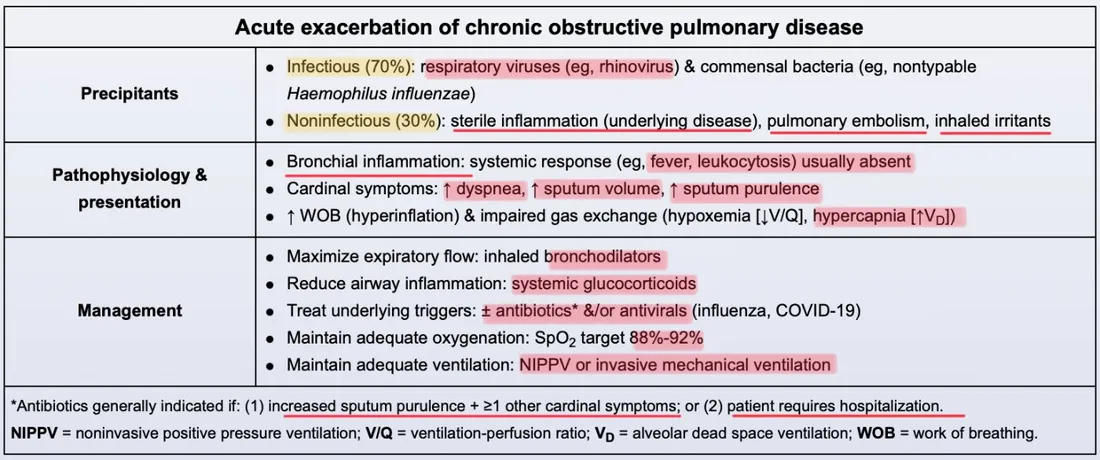 Acute exacerbation of chronic obstructive pulmonary disease
Precipitants
● Infectious (70%): respiratory viruses (eg, rhinovirus) & commensal bacteria (eg, nontypable
Haemophilus influenzae)
● Noninfectious (30%): sterile inflammation (underlying disease), pulmonary embolism, inhaled irritants
Pathophysiology &
presentation
● Bronchial inflammation: systemic response (eg, fever, leukocytosis) usually absent
● Cardinal symptoms: ↑ dyspnea, ↑ sputum volume, ↑ sputum purulence
● ↑ WOB (hyperinflation) & impaired gas exchange (hypoxemia [↓V/Q], hypercapnia [↑V_D])
Management
● Maximize expiratory flow: inhaled bronchodilators
● Reduce airway inflammation: systemic glucocorticoids
● Treat underlying triggers: ± antibiotics* &/or antivirals (influenza, COVID-19)
● Maintain adequate oxygenation: SpO₂ target 88%-92%
● Maintain adequate ventilation: NIPPV or invasive mechanical ventilation
*Antibiotics generally indicated if: (1) increased sputum purulence + ≥1 other cardinal symptoms; or (2) patient requires hospitalization.
NIPPV = noninvasive positive pressure ventilation; V/Q = ventilation-perfusion ratio; V_D = alveolar dead space ventilation; WOB = work of breathing.